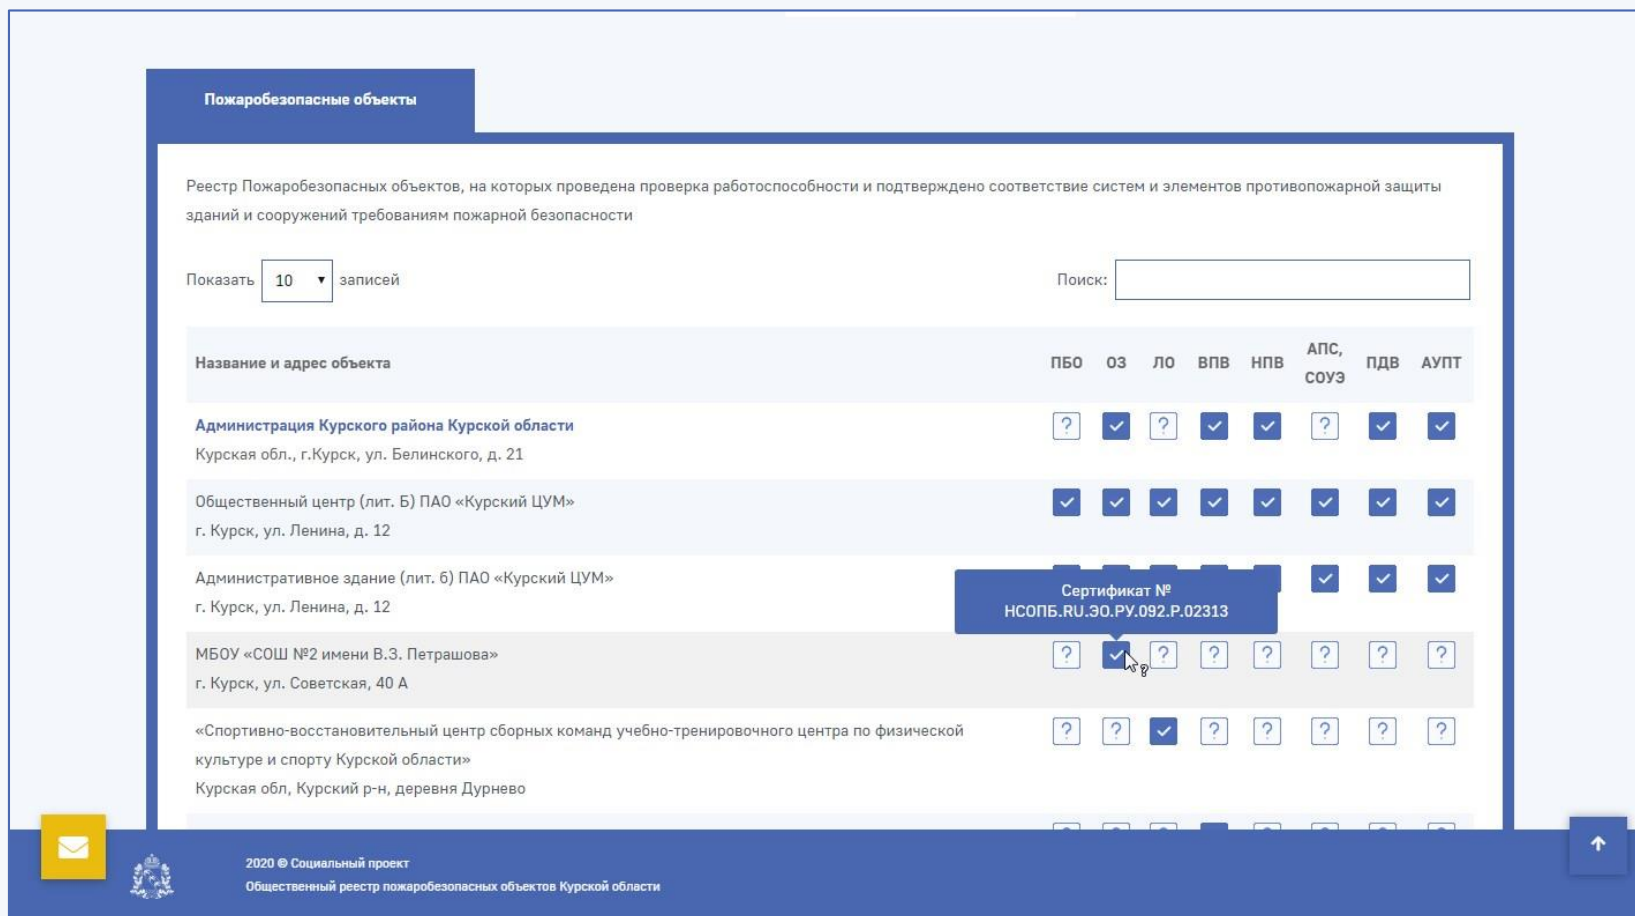 Пожаробезопасные объекты
Реестр Пожаробезопасных объектов, на которых проведена проверка работоспособности и подтверждено соответствие систем и элементов противопожарной защиты
зданий и сооружений требованиям пожарной безопасности
Показать 10 записей
Поиск:
Название и адрес объекта ПБО ОЗ ЛО ВПВ НПВ АПС, СОУЭ ПДВ АУПТ
Администрация Курского района Курской области
Курская обл., г.Курск, ул. Белинского, д. 21
Общественный центр (лит. Б) ПАО «Курский ЦУМ»
г. Курск, ул. Ленина, д. 12
Административное здание (лит. б) ПАО «Курский ЦУМ»
г. Курск, ул. Ленина, д. 12
Сертификат №
НСОПБ.RU.ЭО.РУ.092.Р.02313
МБОУ «СОШ №2 имени В.З. Петрашова»
г. Курск, ул. Советская, 40 А
«Спортивно-восстановительный центр сборных команд учебно-тренировочного центра по физической
культуре и спорту Курской области»
Курская обл, Курский р-н, деревня Дурнево
2020 © Социальный проект
Общественный реестр пожаробезопасных объектов Курской области